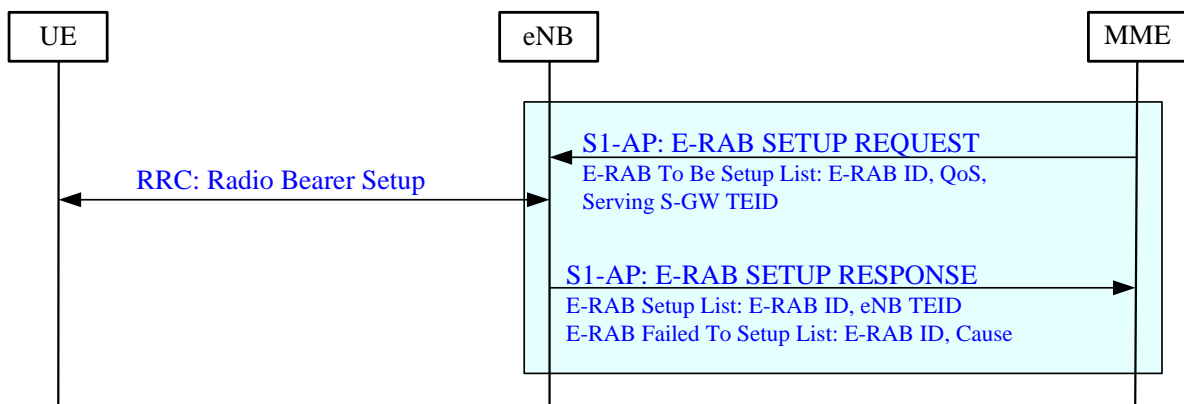 UE
eNB
MME
S1-AP: E-RAB SETUP REQUEST
E-RAB To Be Setup List: E-RAB ID, QoS,
Serving S-GW TEID
RRC: Radio Bearer Setup
S1-AP: E-RAB SETUP RESPONSE
E-RAB Setup List: E-RAB ID, eNB TEID
E-RAB Failed To Setup List: E-RAB ID, Cause